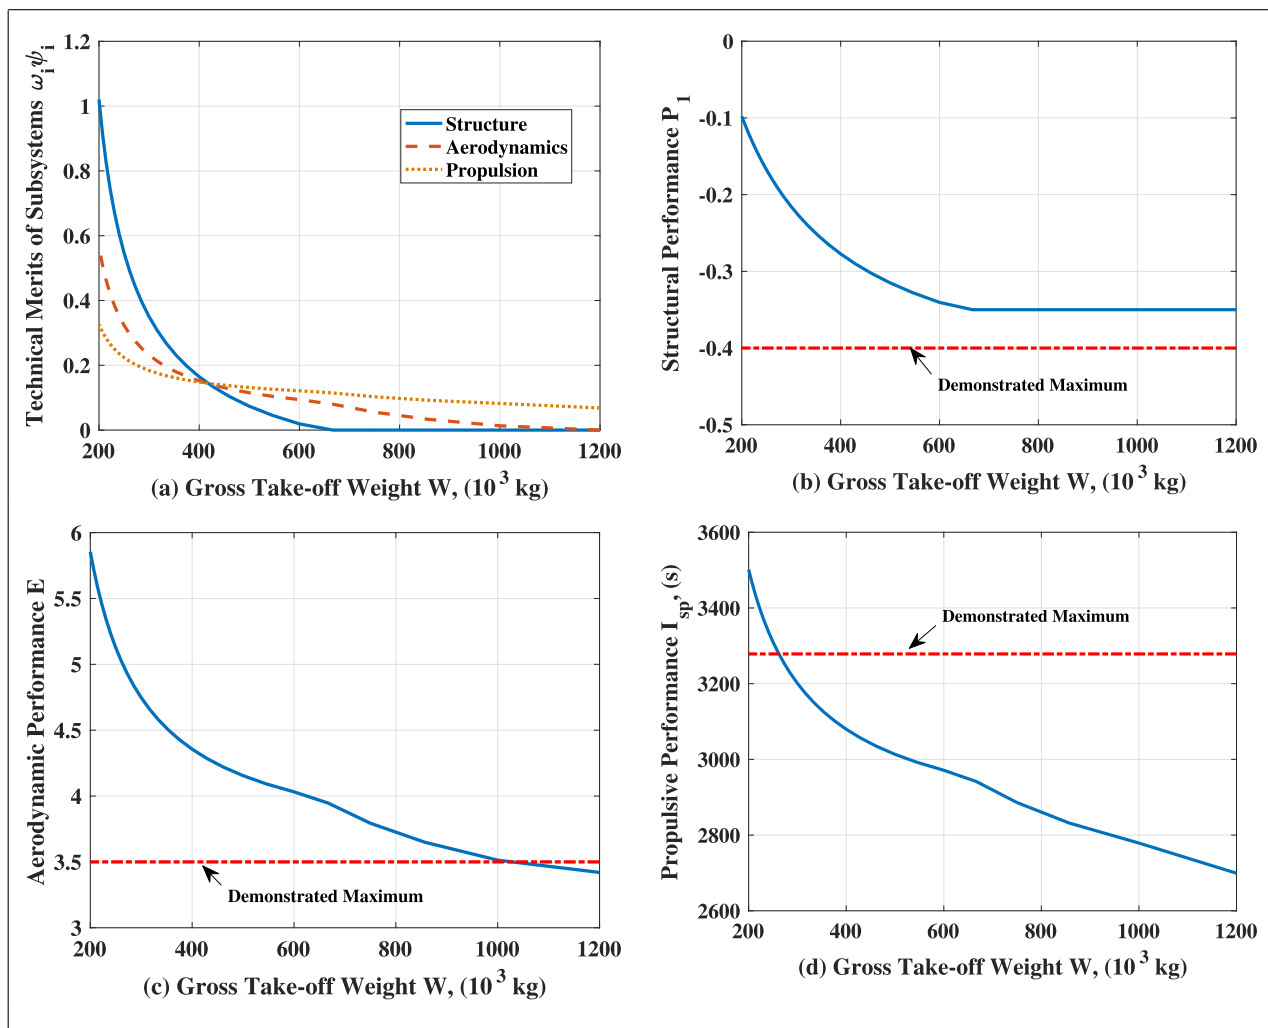 Technical Merits of Subsystems ω_i ψ_i
1.2
1
0.8
0.6
0.4
0.2
0
Structure
Aerodynamics
Propulsion
200 400 600 800 1000 1200
(a) Gross Take-off Weight W, (10^3 kg)
Structural Performance P_1
0
-0.1
-0.2
-0.3
-0.4
-0.5
Demonstrated Maximum
200 400 600 800 1000 1200
(b) Gross Take-off Weight W, (10^3 kg)
Aerodynamic Performance E
6
5.5
5
4.5
4
3.5
3
Demonstrated Maximum
200 400 600 800 1000 1200
(c) Gross Take-off Weight W, (10^3 kg)
Propulsive Performance I_sp, (s)
3600
3400
3200
3000
2800
2600
Demonstrated Maximum
200 400 600 800 1000 1200
(d) Gross Take-off Weight W, (10^3 kg)